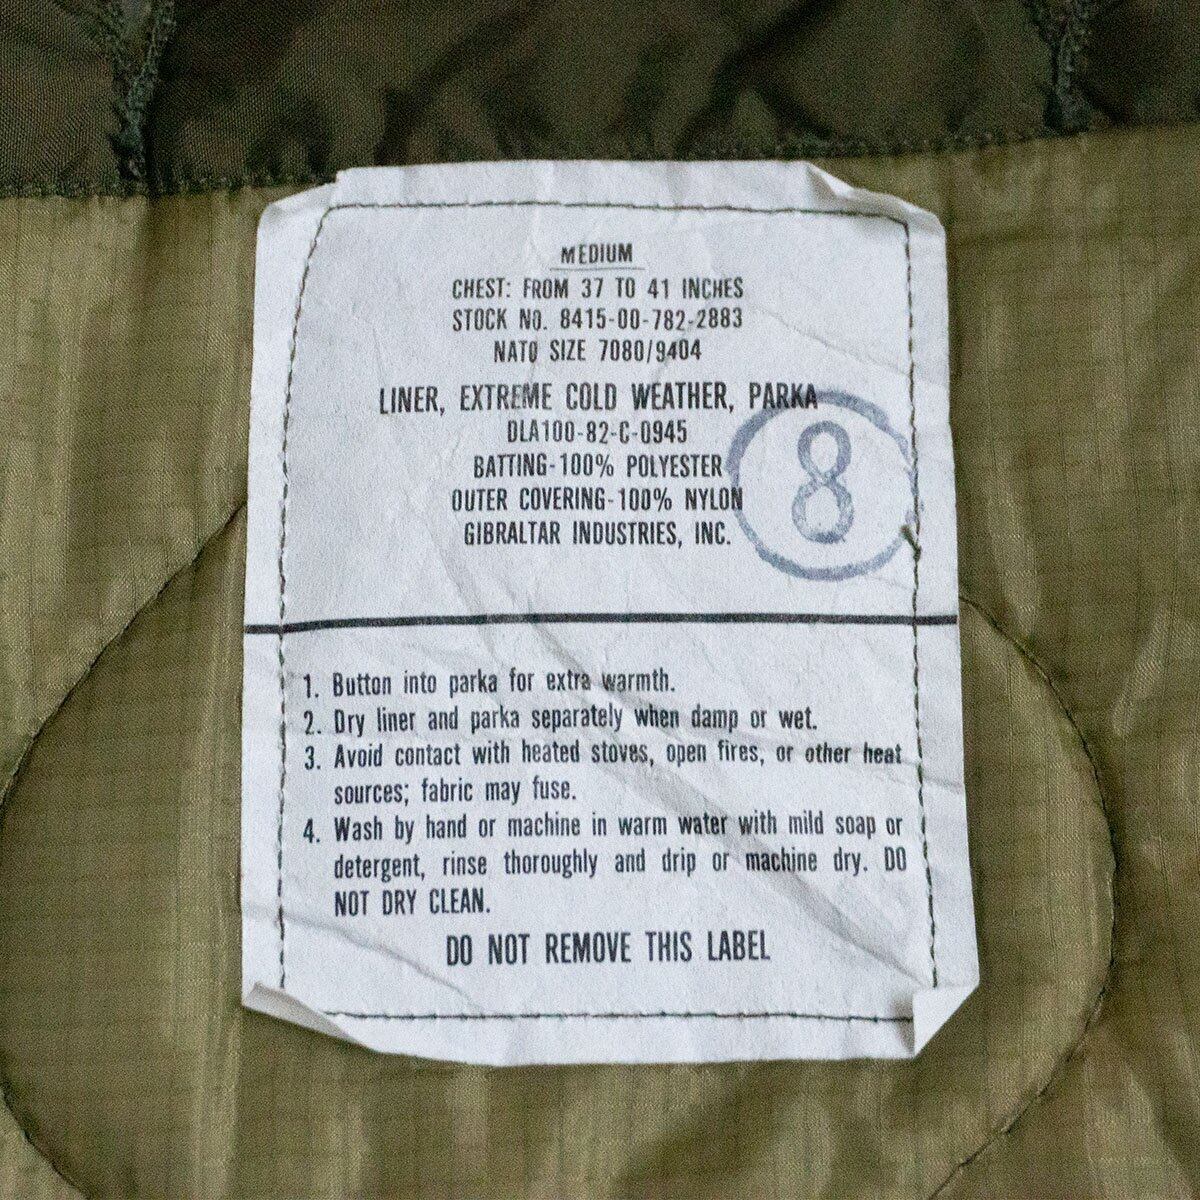 MEDIUM
CHEST: FROM 37 TO 41 INCHES
STOCK NO. 8415-00-782-2883
NATO SIZE 7080/9404
LINER, EXTREME COLD WEATHER, PARKA
DLA100-82-C-0945
BATTING-100% POLYESTER
OUTER COVERING-100% NYLON
GIBRALTAR INDUSTRIES, INC.
8
1. Button into parka for extra warmth.
2. Dry liner and parka separately when damp or wet.
3. Avoid contact with heated stoves, open fires, or other heat
sources; fabric may fuse.
4. Wash by hand or machine in warm water with mild soap or
detergent, rinse thoroughly and drip or machine dry. DO
NOT DRY CLEAN.
DO NOT REMOVE THIS LABEL